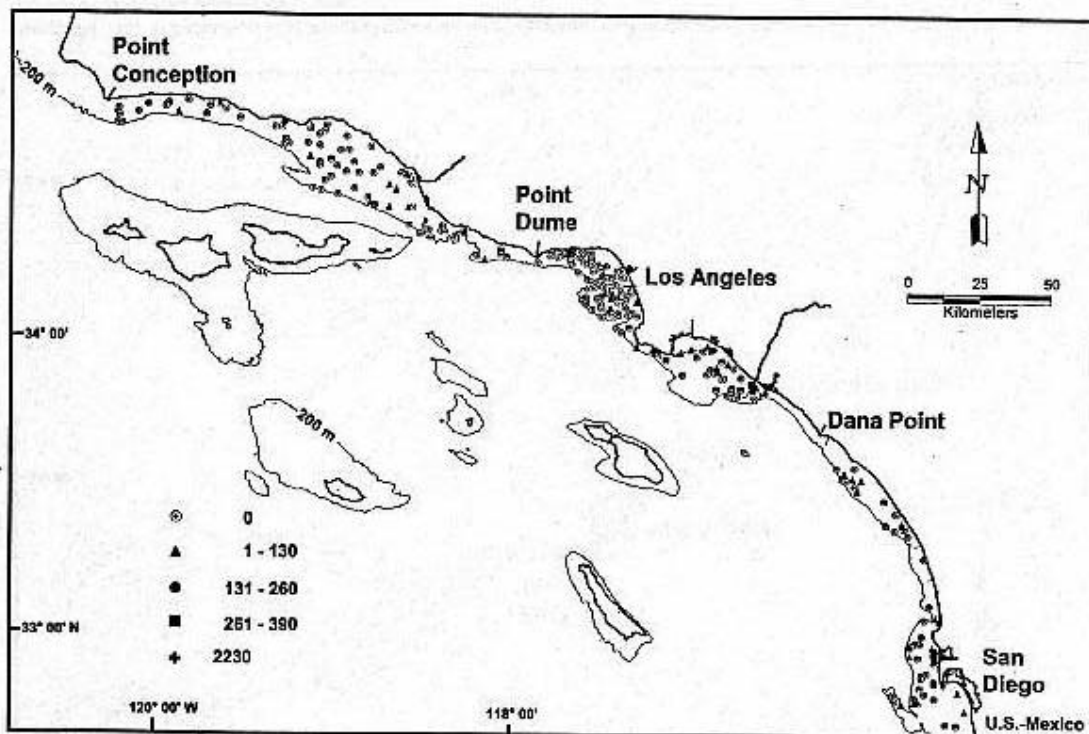 Point
Conception
200 m
Point
Dume
N
Los Angeles
0 25 50
Kilometers
34° 00'
Dana Point
200 m
0
1 - 130
131 - 260
261 - 390
2230
33° 00' N
San
Diego
120° 00' W
118° 00'
U.S.-Mexico